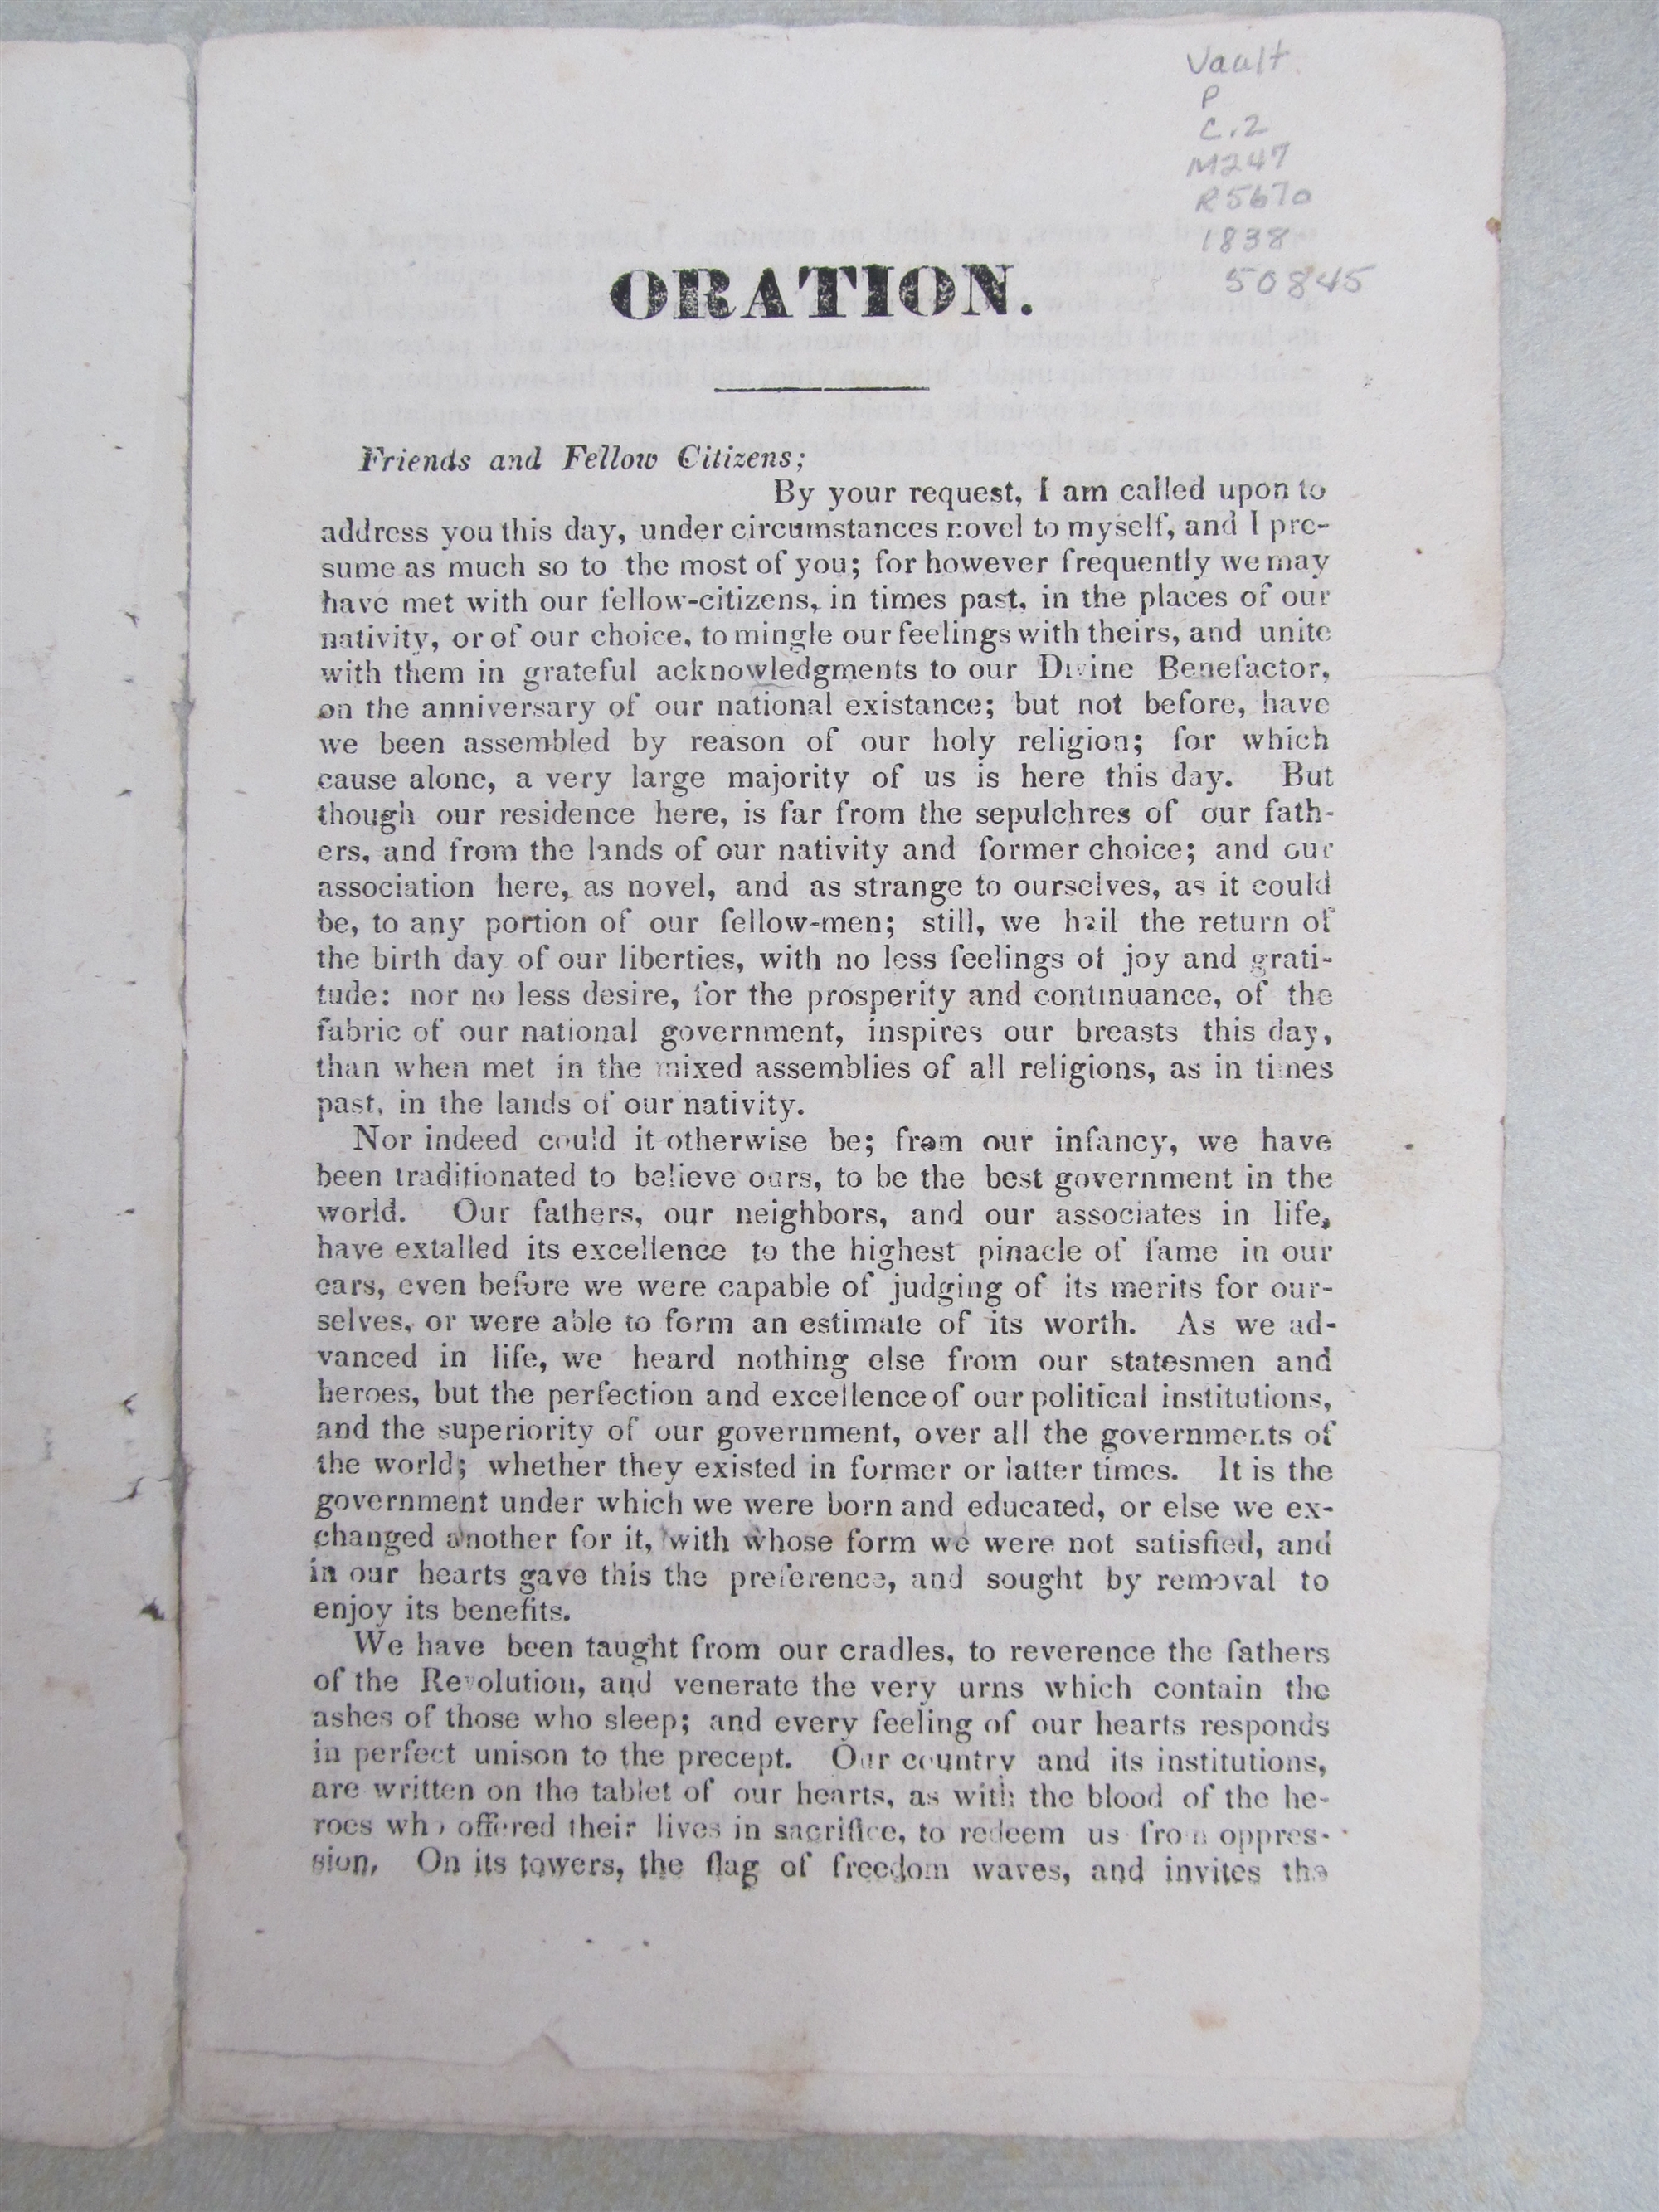 Vault
P
C.2
M247
R5670
1838
50845
ORATION.
Friends and Fellow Citizens;
By your request, I am called upon to
address you this day, under circumstances novel to myself, and I pre-
sume as much so to the most of you; for however frequently we may
have met with our fellow-citizens, in times past, in the places of our
nativity, or of our choice, to mingle our feelings with theirs, and unite
with them in grateful acknowledgments to our Divine Benefactor,
on the anniversary of our national existance; but not before, have
we been assembled by reason of our holy religion; for which
cause alone, a very large majority of us is here this day. But
though our residence here, is far from the sepulchres of our fath-
ers, and from the lands of our nativity and former choice; and our
association here, as novel, and as strange to ourselves, as it could
be, to any portion of our fellow-men; still, we hail the return of
the birth day of our liberties, with no less feelings of joy and grati-
tude: nor no less desire, for the prosperity and continuance, of the
fabric of our national government, inspires our breasts this day,
than when met in the mixed assemblies of all religions, as in times
past, in the lands of our nativity.
Nor indeed could it otherwise be; from our infancy, we have
been traditionated to believe ours, to be the best government in the
world. Our fathers, our neighbors, and our associates in life,
have extalled its excellence to the highest pinacle of fame in our
ears, even before we were capable of judging of its merits for our-
selves, or were able to form an estimate of its worth. As we ad-
vanced in life, we heard nothing else from our statesmen and
heroes, but the perfection and excellence of our political institutions,
and the superiority of our government, over all the governments of
the world; whether they existed in former or latter times. It is the
government under which we were born and educated, or else we ex-
changed another for it, with whose form we were not satisfied, and
in our hearts gave this the preference, and sought by removal to
enjoy its benefits.
We have been taught from our cradles, to reverence the fathers
of the Revolution, and venerate the very urns which contain the
ashes of those who sleep; and every feeling of our hearts responds
in perfect unison to the precept. Our country and its institutions,
are written on the tablet of our hearts, as with the blood of the he-
roes who offered their lives in sacrifice, to redeem us from oppres-
sion, On its towers, the flag of freedom waves, and invites the